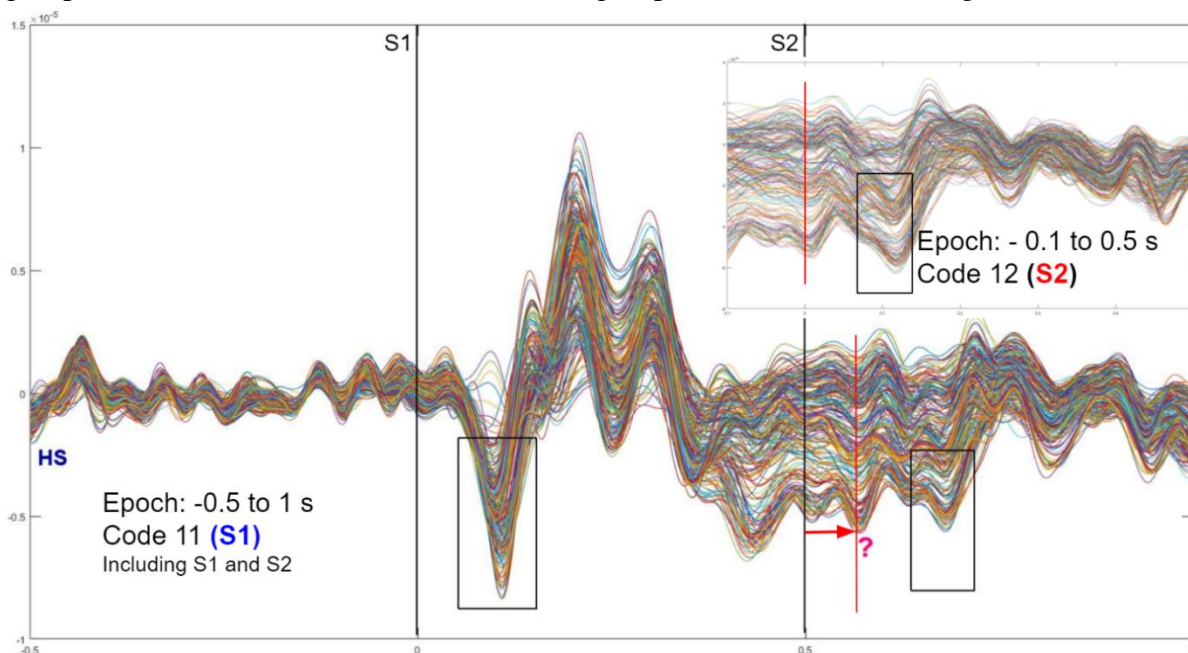 1.5
×10⁻⁵
S1
S2
1
0.5
0
-0.5
-1
HS
Epoch: -0.5 to 1 s
Code 11 (S1)
Including S1 and S2
Epoch: - 0.1 to 0.5 s
Code 12 (S2)
?
-0.5
0
0.5